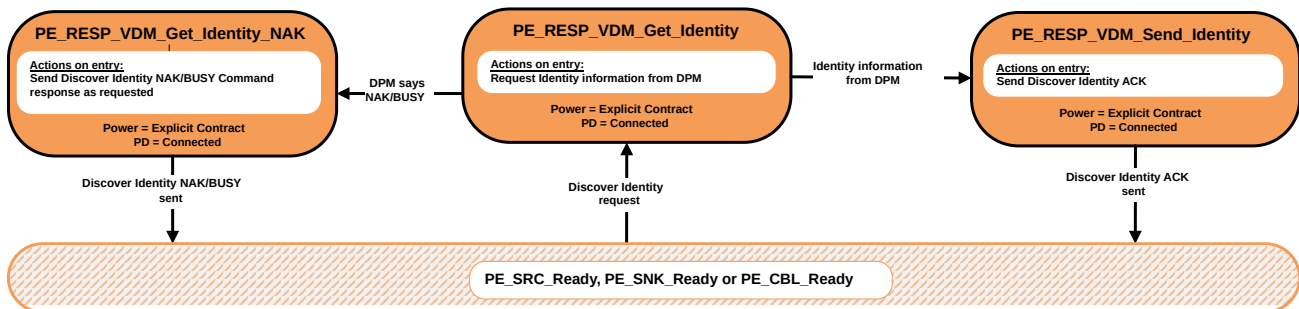 PE_RESP_VDM_Get_Identity_NAK
Actions on entry:
Send Discover Identity NAK/BUSY Command
response as requested
Power = Explicit Contract
PD = Connected
DPM says
NAK/BUSY
PE_RESP_VDM_Get_Identity
Actions on entry:
Request Identity information from DPM
Power = Explicit Contract
PD = Connected
Identity information
from DPM
PE_RESP_VDM_Send_Identity
Actions on entry:
Send Discover Identity ACK
Power = Explicit Contract
PD = Connected
Discover Identity NAK/BUSY
sent
Discover Identity
request
Discover Identity ACK
sent
PE_SRC_Ready, PE_SNK_Ready or PE_CBL_Ready